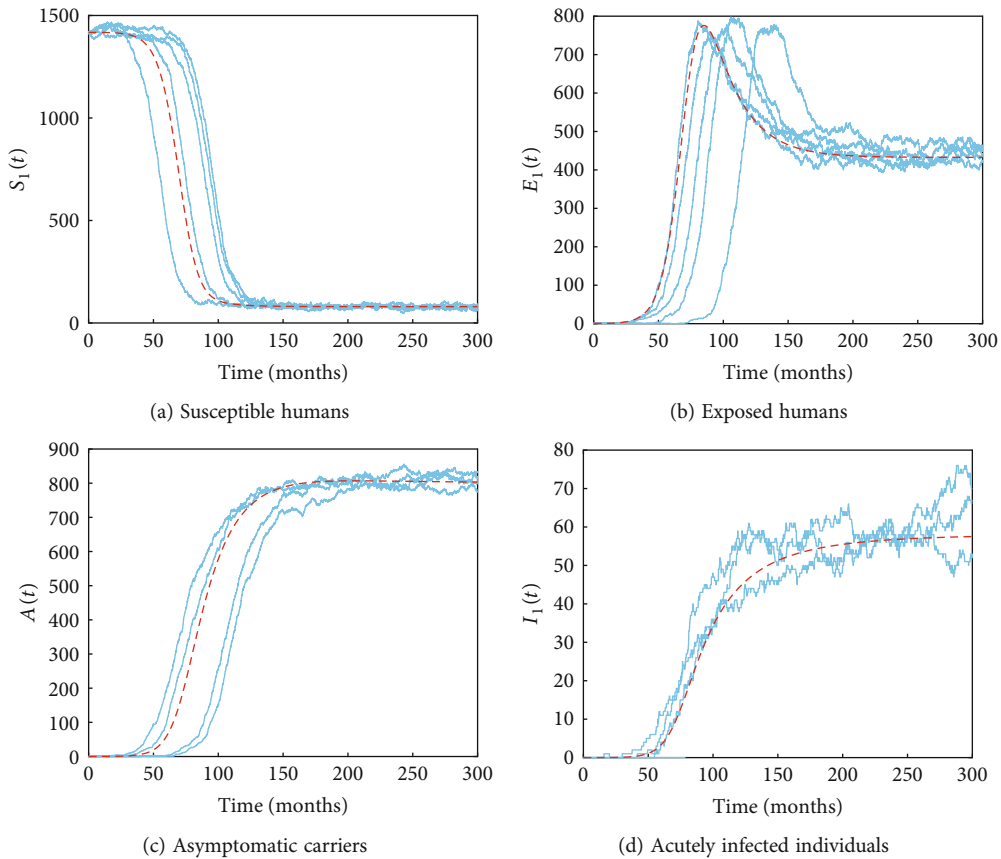 1500
1000
500
0
S1(t)
0 50 100 150 200 250 300
Time (months)
(a) Susceptible humans
800
700
600
500
400
300
200
100
0
E1(t)
0 50 100 150 200 250 300
Time (months)
(b) Exposed humans
900
800
700
600
500
400
300
200
100
0
A(t)
0 50 100 150 200 250 300
Time (months)
(c) Asymptomatic carriers
80
70
60
50
40
30
20
10
0
I1(t)
0 50 100 150 200 250 300
Time (months)
(d) Acutely infected individuals